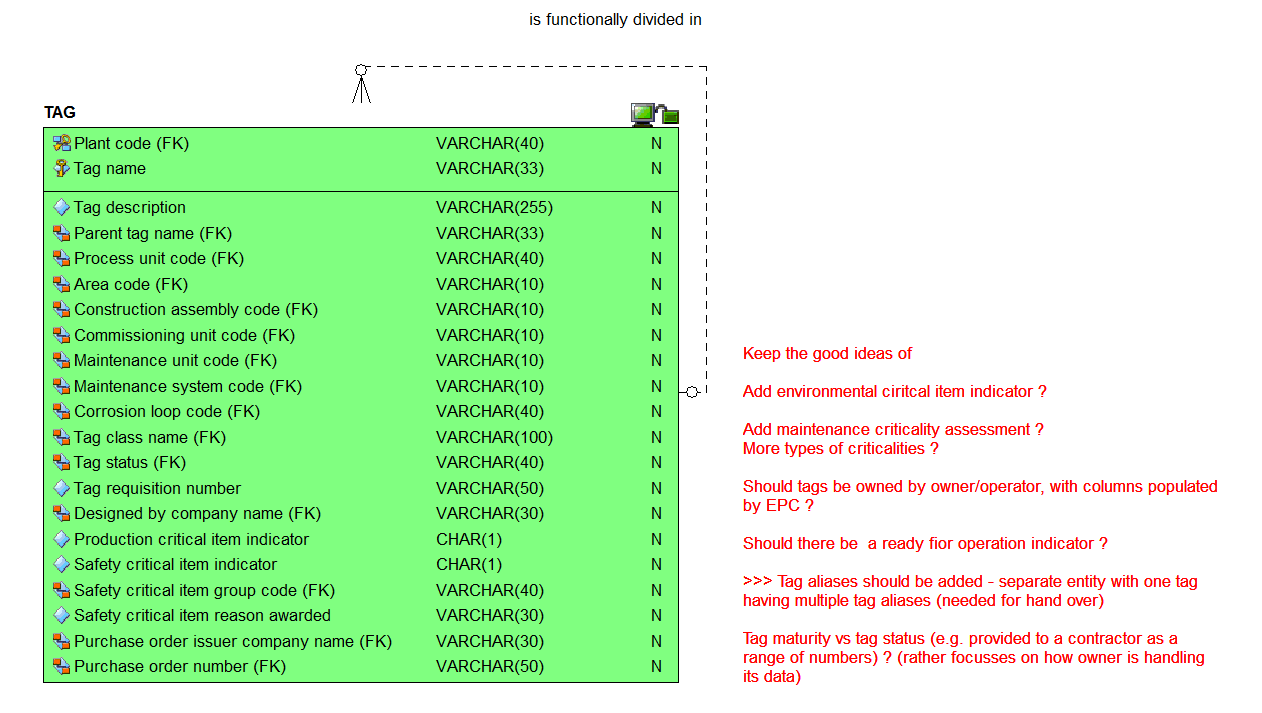 is functionally divided in
TAG
Plant code (FK) VARCHAR(40) N
Tag name VARCHAR(33) N
Tag description VARCHAR(255) N
Parent tag name (FK) VARCHAR(33) N
Process unit code (FK) VARCHAR(40) N
Area code (FK) VARCHAR(10) N
Construction assembly code (FK) VARCHAR(10) N
Commissioning unit code (FK) VARCHAR(10) N
Maintenance unit code (FK) VARCHAR(10) N
Maintenance system code (FK) VARCHAR(10) N
Corrosion loop code (FK) VARCHAR(40) N
Tag class name (FK) VARCHAR(100) N
Tag status (FK) VARCHAR(40) N
Tag requisition number VARCHAR(50) N
Designed by company name (FK) VARCHAR(30) N
Production critical item indicator CHAR(1) N
Safety critical item indicator CHAR(1) N
Safety critical item group code (FK) VARCHAR(40) N
Safety critical item reason awarded VARCHAR(30) N
Purchase order issuer company name (FK) VARCHAR(30) N
Purchase order number (FK) VARCHAR(50) N
Keep the good ideas of
Add environmental ciritcal item indicator ?
Add maintenance criticality assessment ?
More types of criticalities ?
Should tags be owned by owner/operator, with columns populated
by EPC ?
Should there be  a ready fior operation indicator ?
>>> Tag aliases should be added - separate entity with one tag
having multiple tag aliases (needed for hand over)
Tag maturity vs tag status (e.g. provided to a contractor as a
range of numbers) ? (rather focusses on how owner is handling
its data)